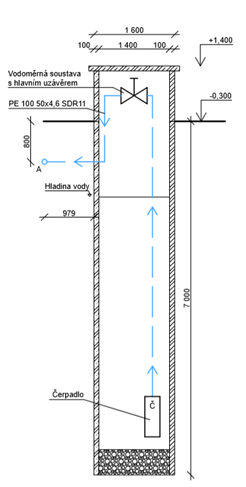 1 600
100
1 400
100
+1,400
Vodoměrná soustava
s hlavním uzávěrem
PE 100 50x4,6 SDR11
-0,300
800
A
Hladina vody
979
7 000
Čerpadlo
Č